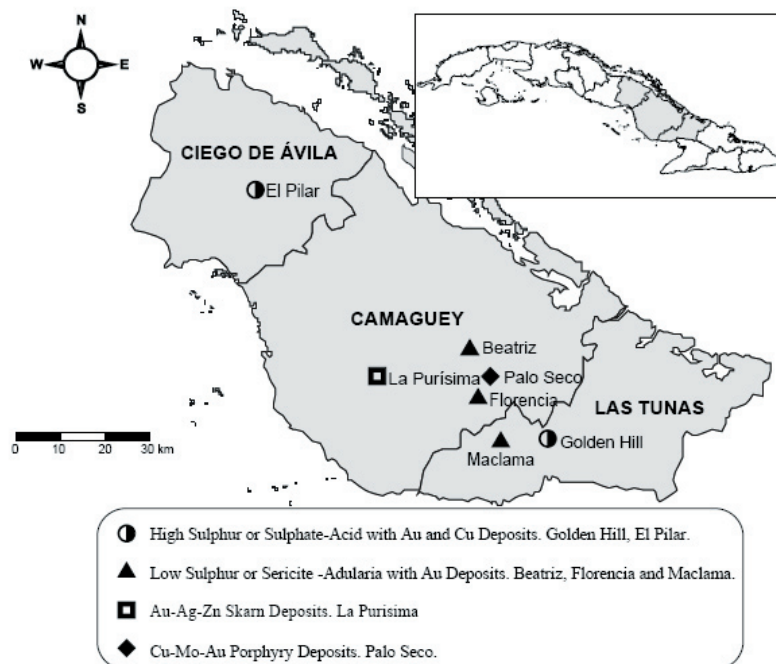 N
W E
S
CIEGO DE ÁVILA
El Pilar
CAMAGUEY
Beatriz
La Purísima
Palo Seco
Florencia
LAS TUNAS
Maclama
Golden Hill
0 10 20 30 km
High Sulphur or Sulphate-Acid with Au and Cu Deposits. Golden Hill, El Pilar.
Low Sulphur or Sericite -Adularia with Au Deposits. Beatriz, Florencia and Maclama.
Au-Ag-Zn Skarn Deposits. La Purisima
Cu-Mo-Au Porphyry Deposits. Palo Seco.